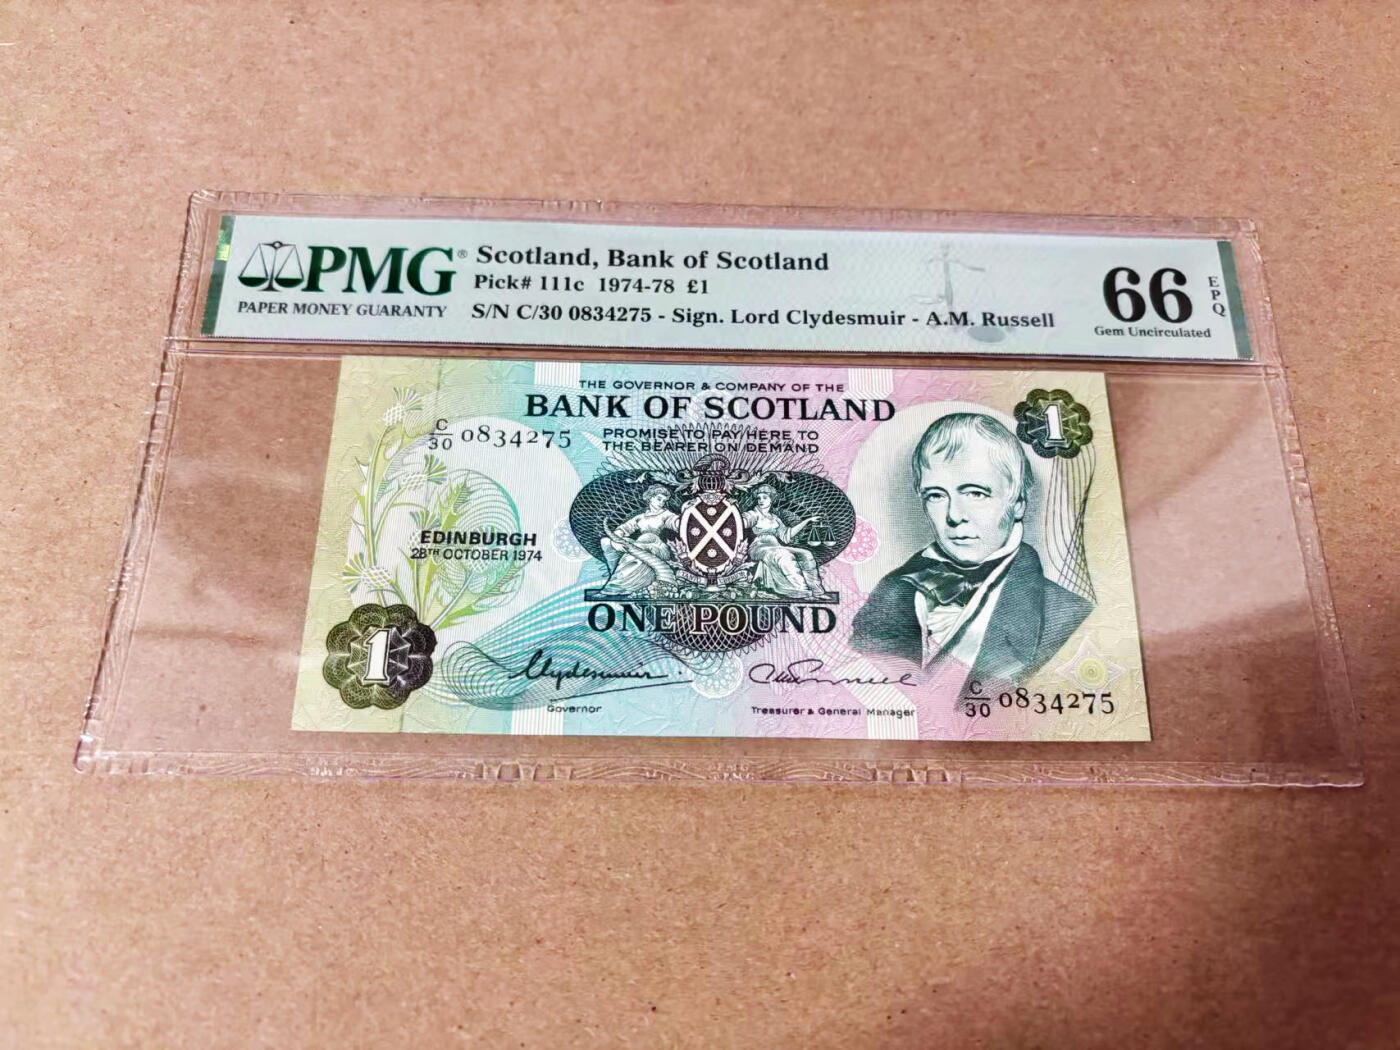 PMG®
PAPER MONEY GUARANTY
Scotland, Bank of Scotland
Pick# 111c 1974-78 £1
S/N C/30 0834275 - Sign. Lord Clydesmuir - A.M. Russell
66
EPQ
Gem Uncirculated
THE GOVERNOR & COMPANY OF THE
BANK OF SCOTLAND
PROMISE TO PAY HERE TO
THE BEARER ON DEMAND
C/30 0834275
1
EDINBURGH
28TH OCTOBER 1974
ONE POUND
1
Clydesmuir
Governor
Treasurer & General Manager
C/30 0834275